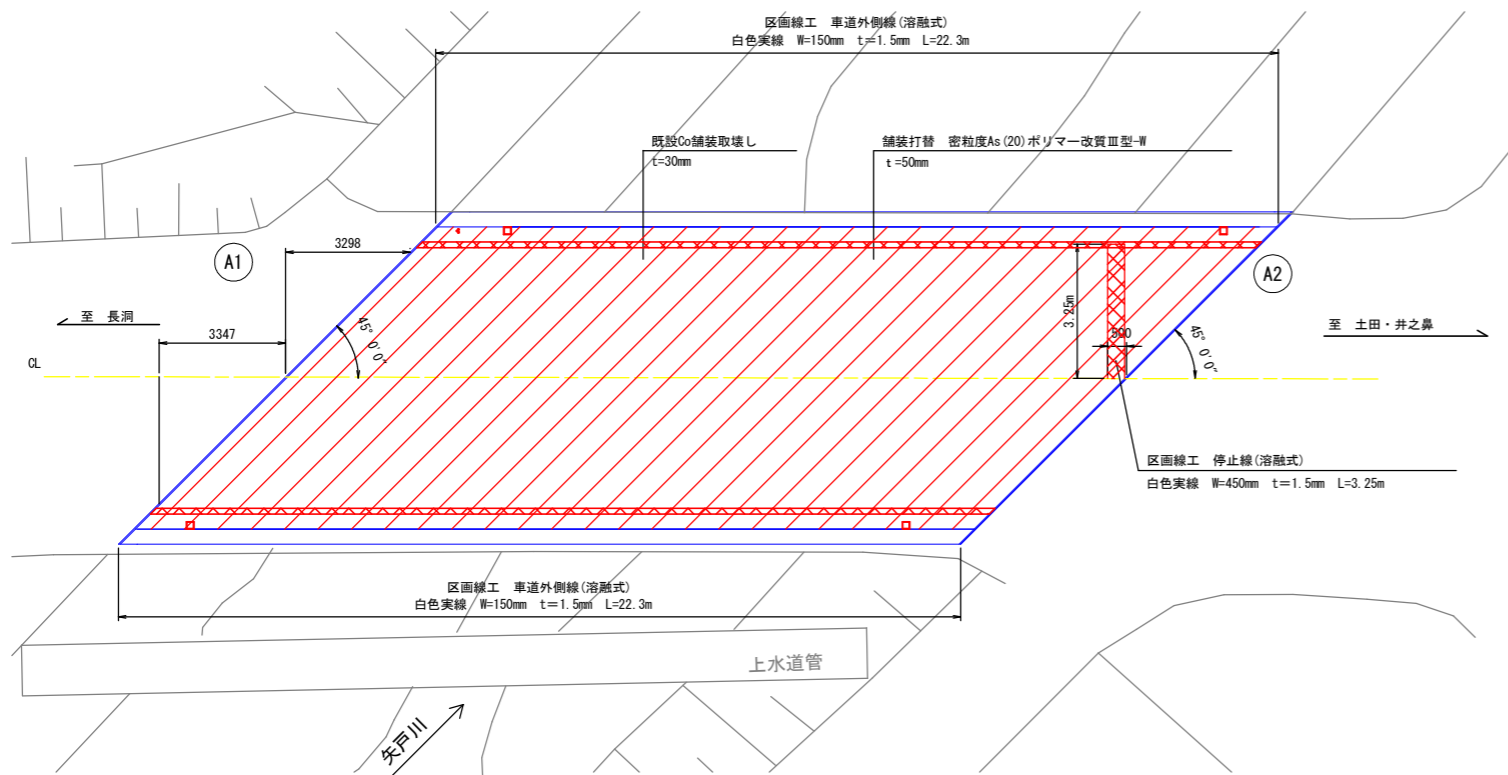 区画線工 車道外側線(溶融式)
白色実線 W=150mm t=1.5mm L=22.3m
既設Co舗装取壊し
t=30mm
舗装打替 密粒度As(20)ポリマー改質Ⅲ型-W
t=50mm
3298
A1
A2
至 長洞
3347
45° 0′0″
3.25m
500
45° 0′0″
至 土田・井之鼻
CL
区画線工 停止線(溶融式)
白色実線 W=450mm t=1.5mm L=3.25m
区画線工 車道外側線(溶融式)
白色実線 W=150mm t=1.5mm L=22.3m
上水道管
矢戸川